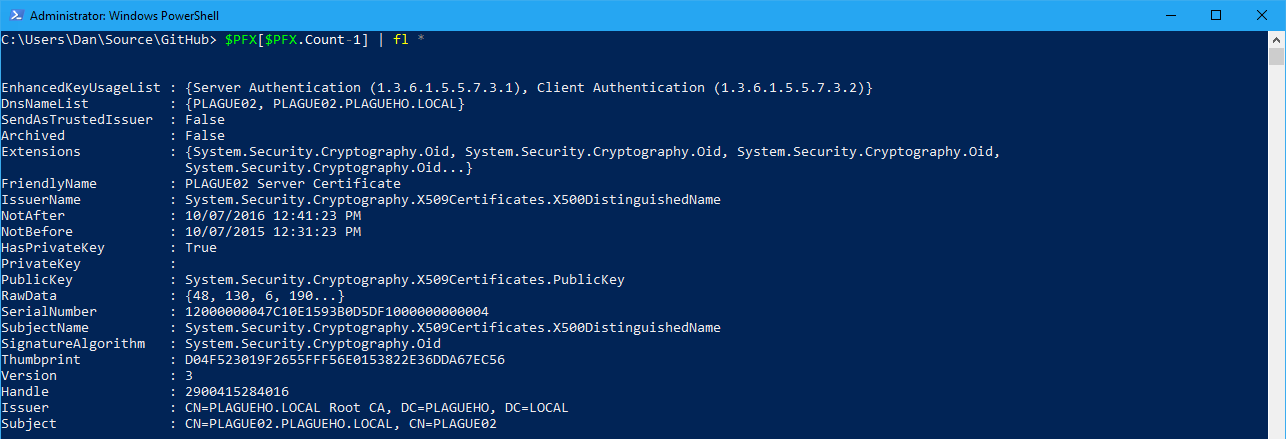 Administrator: Windows PowerShell
C:\Users\Dan\Source\GitHub> $PFX[$PFX.Count-1] | fl *
EnhancedKeyUsageList : {Server Authentication (1.3.6.1.5.5.7.3.1), Client Authentication (1.3.6.1.5.5.7.3.2)}
DnsNameList : {PLAGUE02, PLAGUE02.PLAGUEHO.LOCAL}
SendAsTrustedIssuer : False
Archived : False
Extensions : {System.Security.Cryptography.Oid, System.Security.Cryptography.Oid, System.Security.Cryptography.Oid,
System.Security.Cryptography.Oid...}
FriendlyName : PLAGUE02 Server Certificate
IssuerName : System.Security.Cryptography.X509Certificates.X500DistinguishedName
NotAfter : 10/07/2016 12:41:23 PM
NotBefore : 10/07/2015 12:31:23 PM
HasPrivateKey : True
PrivateKey :
PublicKey : System.Security.Cryptography.X509Certificates.PublicKey
RawData : {48, 130, 6, 190...}
SerialNumber : 12000000047C10E1593B0D5DF1000000000004
SubjectName : System.Security.Cryptography.X509Certificates.X500DistinguishedName
SignatureAlgorithm : System.Security.Cryptography.Oid
Thumbprint : D04F523019F2655FFF56E0153822E36DDA67EC56
Version : 3
Handle : 2900415284016
Issuer : CN=PLAGUEHO.LOCAL Root CA, DC=PLAGUEHO, DC=LOCAL
Subject : CN=PLAGUE02.PLAGUEHO.LOCAL, CN=PLAGUE02